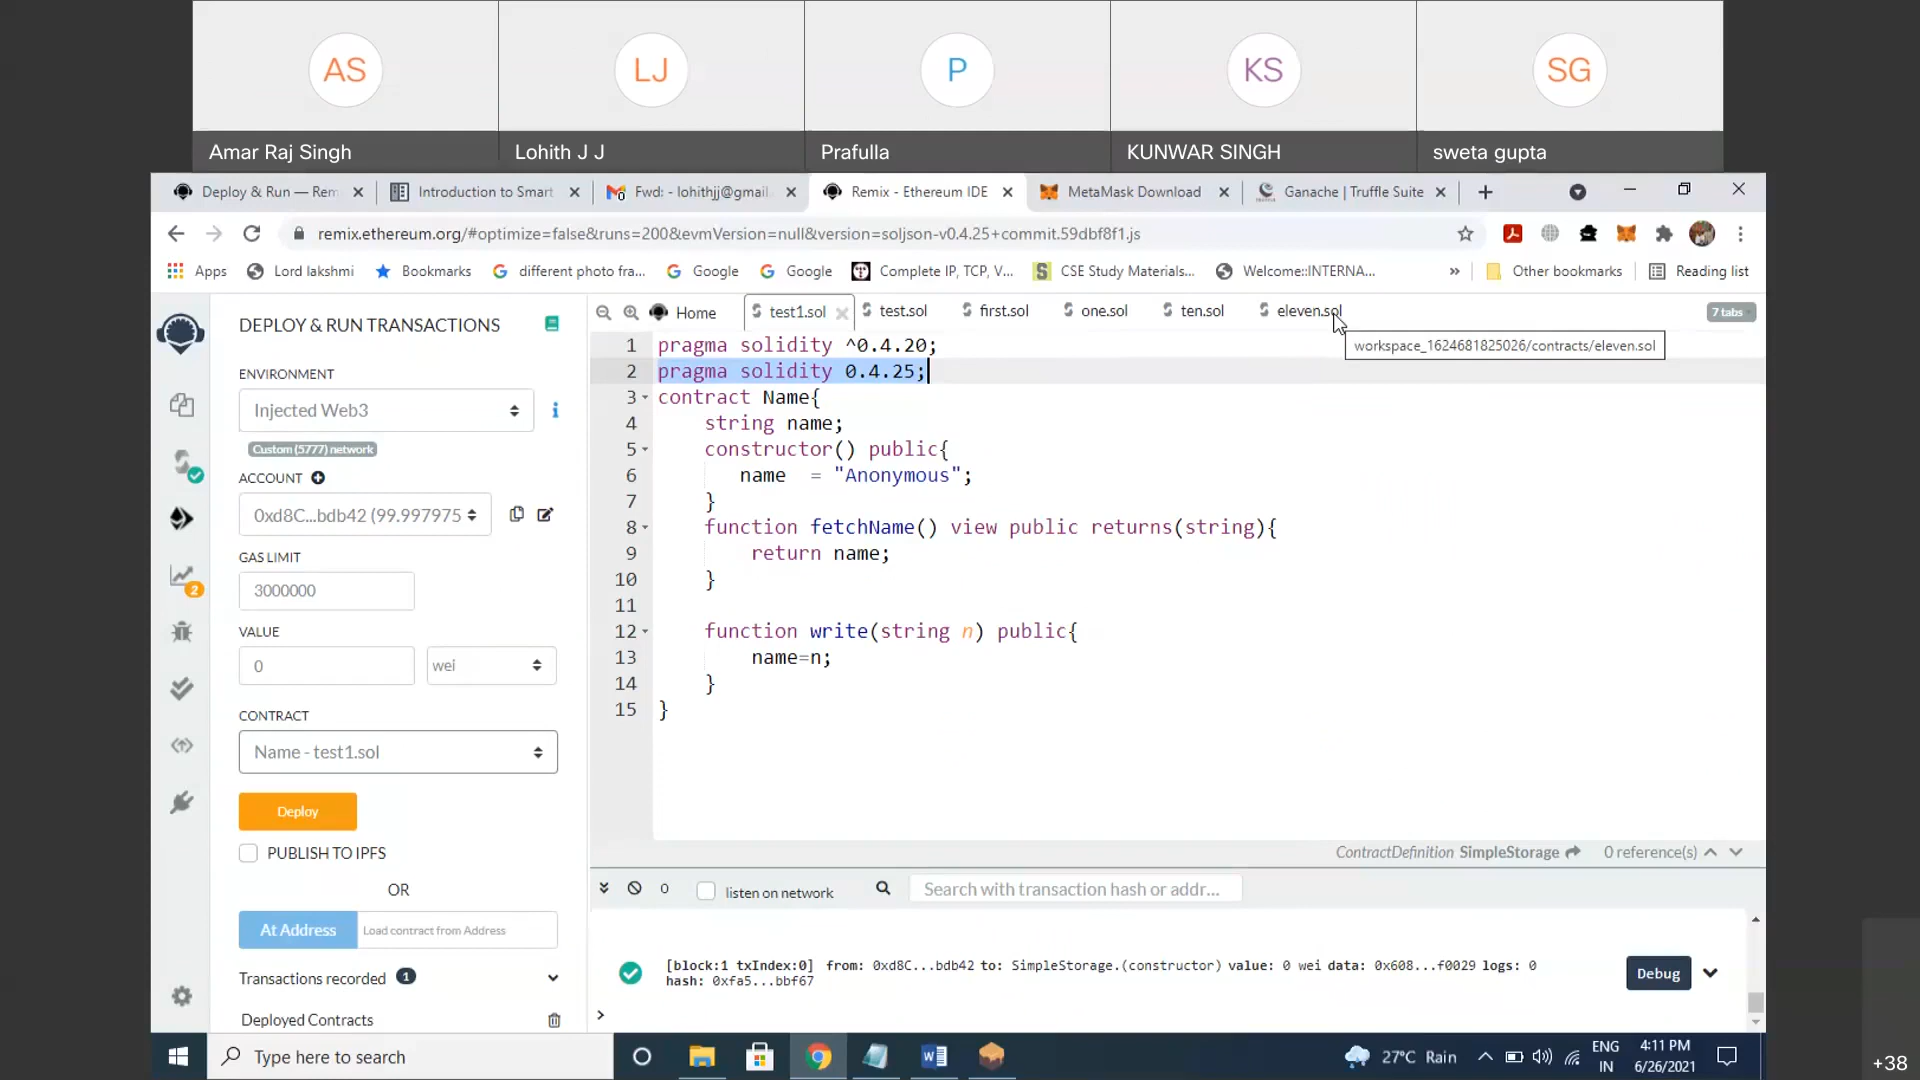 AS
LJ
P
KS
SG
Amar Raj Singh
Lohith J J
Prafulla
KUNWAR SINGH
sweta gupta
Deploy & Run — Rem
Introduction to Smart
Fwd: - lohithjj@gmail.
Remix - Ethereum IDE
MetaMask Download
Ganache | Truffle Suite
remix.ethereum.org/#optimize=false&runs=200&evmVersion=null&version=soljson-v0.4.25+commit.59dbf8f1.js
Apps
Lord lakshmi
Bookmarks
different photo fra...
Google
Google
Complete IP, TCP, V...
CSE Study Materials...
Welcome::INTERNA...
»
Other bookmarks
Reading list
DEPLOY & RUN TRANSACTIONS
ENVIRONMENT
Injected Web3
Custom (5777) network
ACCOUNT
0xd8C...bdb42 (99.997975
GAS LIMIT
3000000
VALUE
0
wei
CONTRACT
Name - test1.sol
Deploy
PUBLISH TO IPFS
OR
At Address
Load contract from Address
Transactions recorded 1
Deployed Contracts
2
Home
test1.sol
test.sol
first.sol
one.sol
ten.sol
eleven.sol
7 tabs
workspace_1624681825026/contracts/eleven.sol
1 pragma solidity ^0.4.20;
2 pragma solidity 0.4.25;
3 contract Name{
4 string name;
5 constructor() public{
6 name = "Anonymous";
7 }
8 function fetchName() view public returns(string){
9 return name;
10 }
11
12 function write(string n) public{
13 name=n;
14 }
15 }
ContractDefinition SimpleStorage
0 reference(s)
0
listen on network
Search with transaction hash or addr...
[block:1 txIndex:0] from: 0xd8C...bdb42 to: SimpleStorage.(constructor) value: 0 wei data: 0x608...f0029 logs: 0
hash: 0xfa5...bbf67
Debug
>
Type here to search
27°C Rain
ENG
IN
4:11 PM
6/26/2021
+38